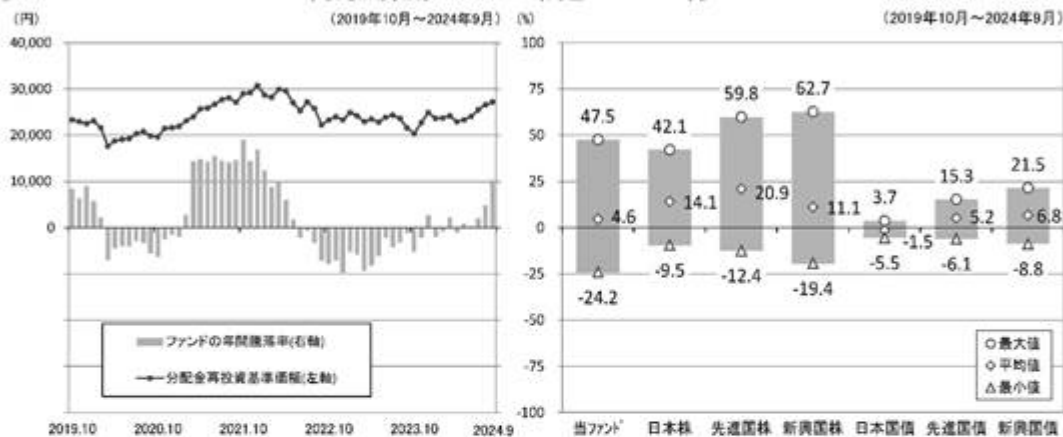 (円)
(2019年10月～2024年9月)
40,000
30,000
20,000
10,000
0
ファンドの年間騰落率(右軸)
分配金再投資基準価額(左軸)
2019.10 2020.10 2021.10 2022.10 2023.10 2024.9
(%)
(2019年10月～2024年9月)
100
75
50
25
0
-25
-50
-75
-100
47.5 42.1 59.8 62.7 3.7 15.3 21.5
4.6 14.1 20.9 11.1 -1.5 5.2 6.8
-24.2 -9.5 -12.4 -19.4 -5.5 -6.1 -8.8
最大値
平均値
最小値
当ファンド 日本株 先進国株 新興国株 日本国債 先進国債 新興国債